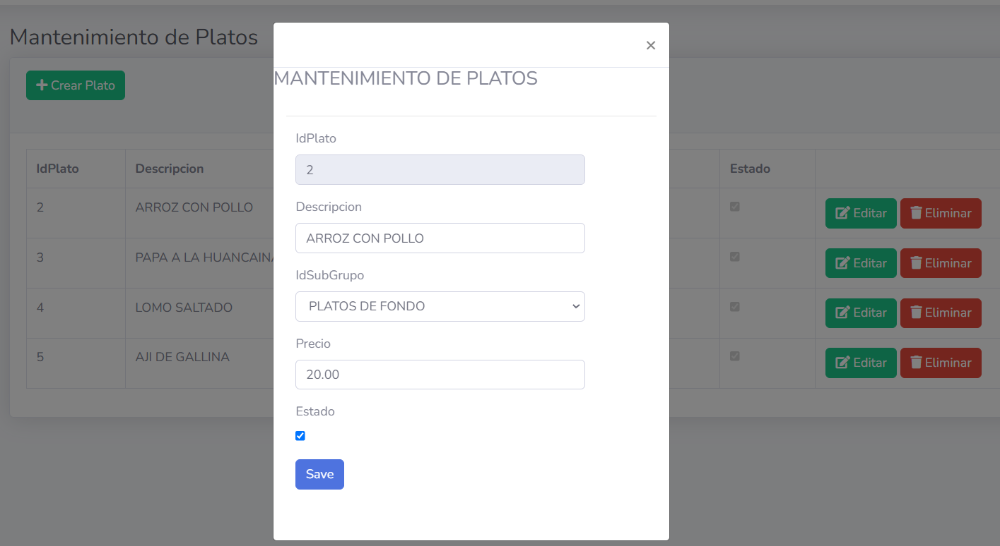 Mantenimiento de Platos
×
MANTENIMIENTO DE PLATOS
Crear Plato
IdPlato
2
Descripcion
ARROZ CON POLLO
IdSubGrupo
PLATOS DE FONDO
Precio
20.00
Estado
Save
IdPlato Descripcion Estado
2 ARROZ CON POLLO Editar Eliminar
3 PAPA A LA HUANCAINA Editar Eliminar
4 LOMO SALTADO Editar Eliminar
5 AJI DE GALLINA Editar Eliminar